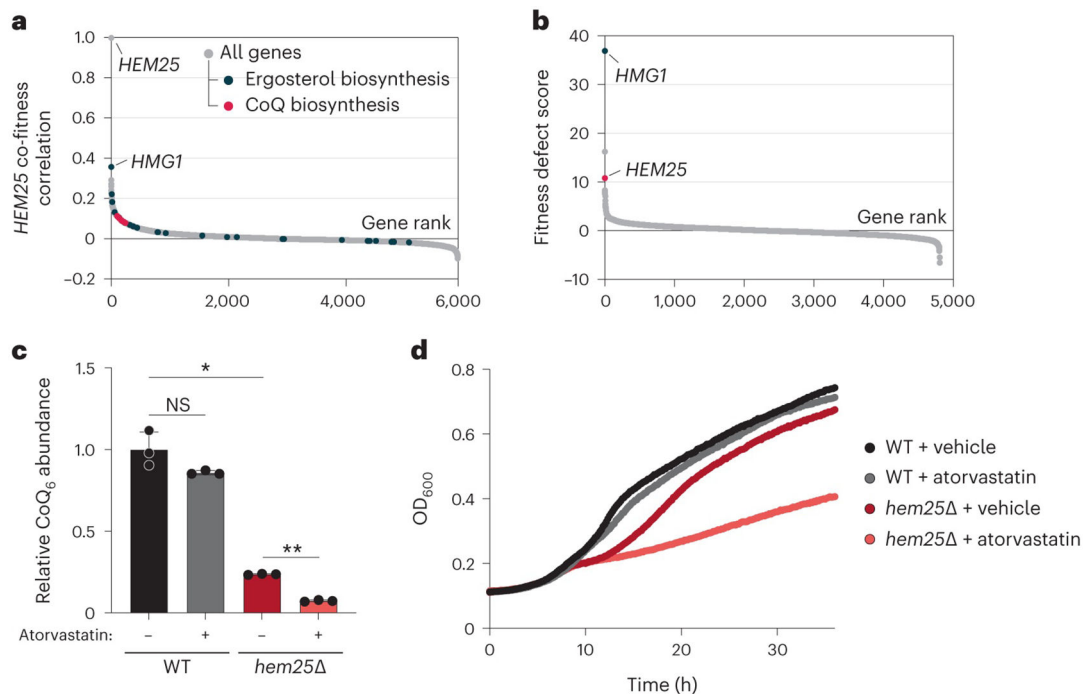 a
HEM25 co-fitness
correlation
1.0
0.8
0.6
0.4
0.2
0
–0.2
HEM25
All genes
Ergosterol biosynthesis
CoQ biosynthesis
HMG1
Gene rank
0
2,000
4,000
6,000
b
Fitness defect score
40
30
20
10
0
–10
HMG1
HEM25
Gene rank
0
1,000
2,000
3,000
4,000
5,000
c
Relative CoQ6 abundance
1.5
1.0
0.5
0
*
NS
**
Atorvastatin: – + – +
WT hem25Δ
d
OD600
0.8
0.6
0.4
0.2
0
0
10
20
30
Time (h)
WT + vehicle
WT + atorvastatin
hem25Δ + vehicle
hem25Δ + atorvastatin